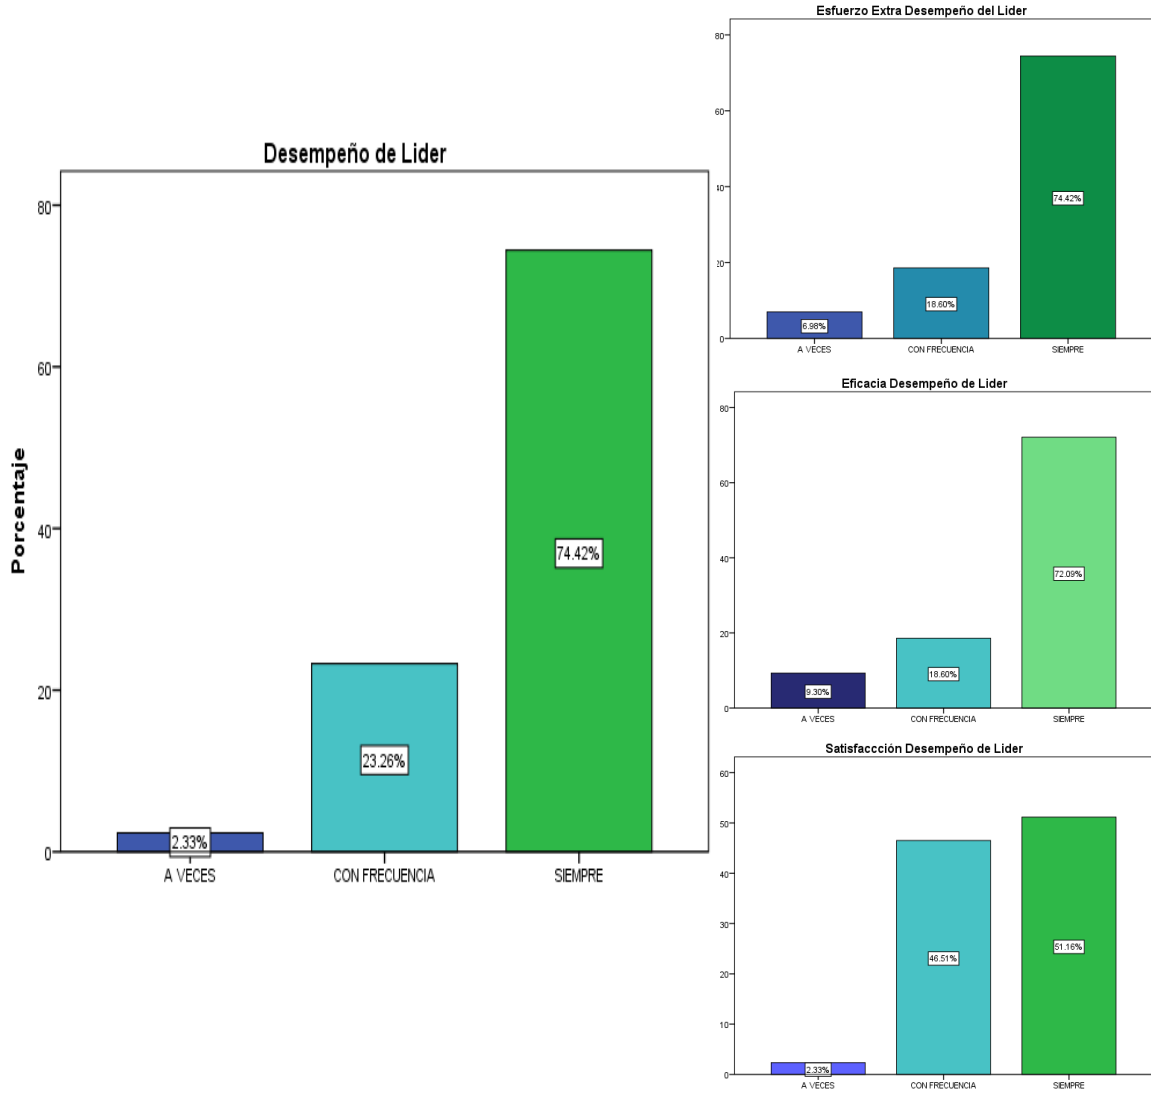 Desempeño de Lider
Porcentaje
80
60
40
20
0
2.33%
23.26%
74.42%
A VECES
CON FRECUENCIA
SIEMPRE
Esfuerzo Extra Desempeño del Lider
80
60
40
20
0
6.98%
18.60%
74.42%
A VECES
CON FRECUENCIA
SIEMPRE
Eficacia Desempeño de Lider
80
60
40
20
0
9.30%
18.60%
72.09%
A VECES
CON FRECUENCIA
SIEMPRE
Satisfaccción Desempeño de Lider
60
50
40
30
20
10
0
2.33%
46.51%
51.16%
A VECES
CON FRECUENCIA
SIEMPRE